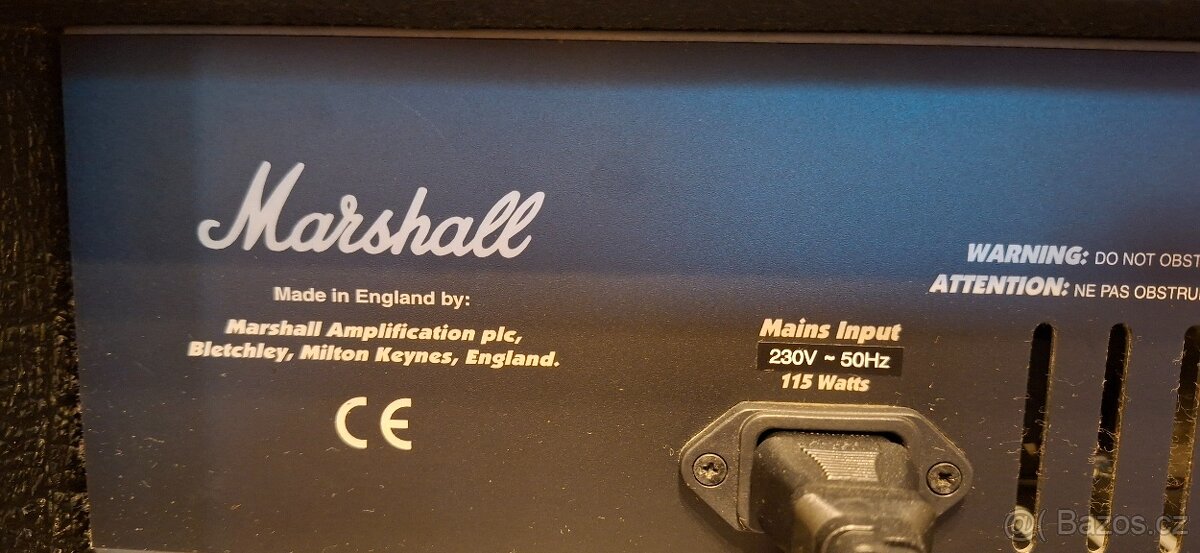 Marshall
Made in England by:
Marshall Amplification plc,
Bletchley, Milton Keynes, England.
CE
WARNING: DO NOT OBST
ATTENTION: NE PAS OBSTRU
Mains Input
230V ~ 50Hz
115 Watts
@( Bazos.cz